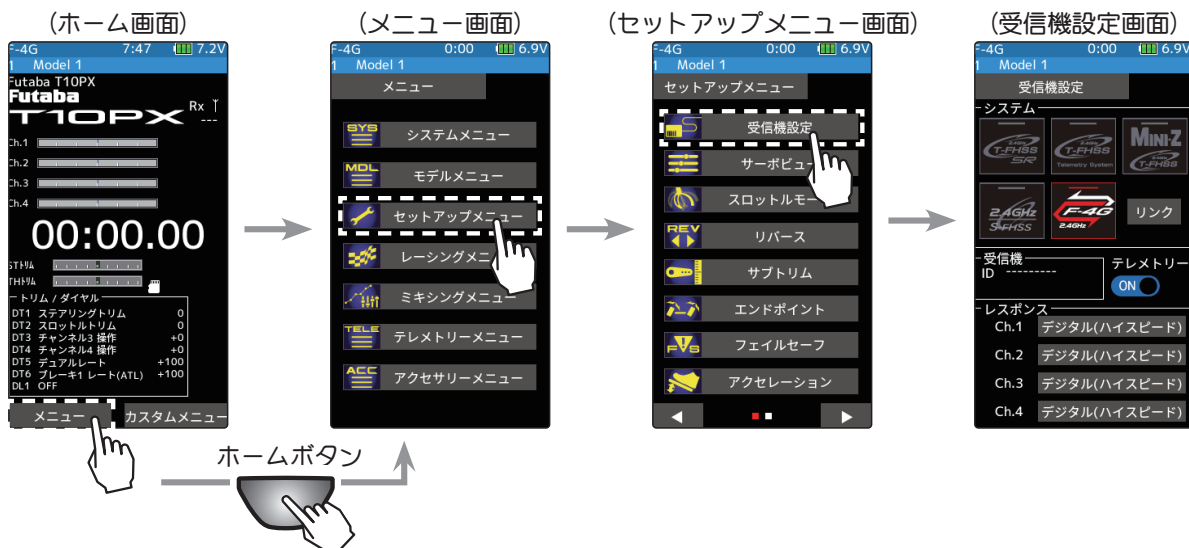 (ホーム画面)
F-4G 7:47 7.2V
1 Model 1
Futaba T10PX
Futaba
T10PX
Rx
---
Ch.1
Ch.2
Ch.3
Ch.4
00:00.00
STトリム
THトリム
トリム / ダイヤル
DT1 ステアリングトリム 0
DT2 スロットルトリム 0
DT3 チャンネル3 操作 +0
DT4 チャンネル4 操作 +0
DT5 デュアルレート +100
DT6 ブレーキ1 レート(ATL) +100
DL1 OFF
メニュー カスタムメニュー
ホームボタン
(メニュー画面)
F-4G 0:00 6.9V
1 Model 1
メニュー
SYS システムメニュー
MDL モデルメニュー
セットアップメニュー
レーシングメニ
ミキシングメニュー
TELE テレメトリーメニュー
ACC アクセサリーメニュー
(セットアップメニュー画面)
F-4G 0:00 6.9V
1 Model 1
セットアップメニュー
受信機設定
サーボビュー
スロットルモー
REV リバース
サブトリム
エンドポイント
F/S フェイルセーフ
アクセレーション
(受信機設定画面)
F-4G 0:00 6.9V
1 Model 1
受信機設定
システム
2.4GHz T-FHSS SR
2.4GHz T-FHSS Telemetry System
MINI-Z 2.4GHz T-FHSS
2.4GHz S-FHSS
F-4G 2.4GHz
リンク
受信機
ID ---------
テレメトリー
ON
レスポンス
Ch.1 デジタル(ハイスピード)
Ch.2 デジタル(ハイスピード)
Ch.3 デジタル(ハイスピード)
Ch.4 デジタル(ハイスピード)